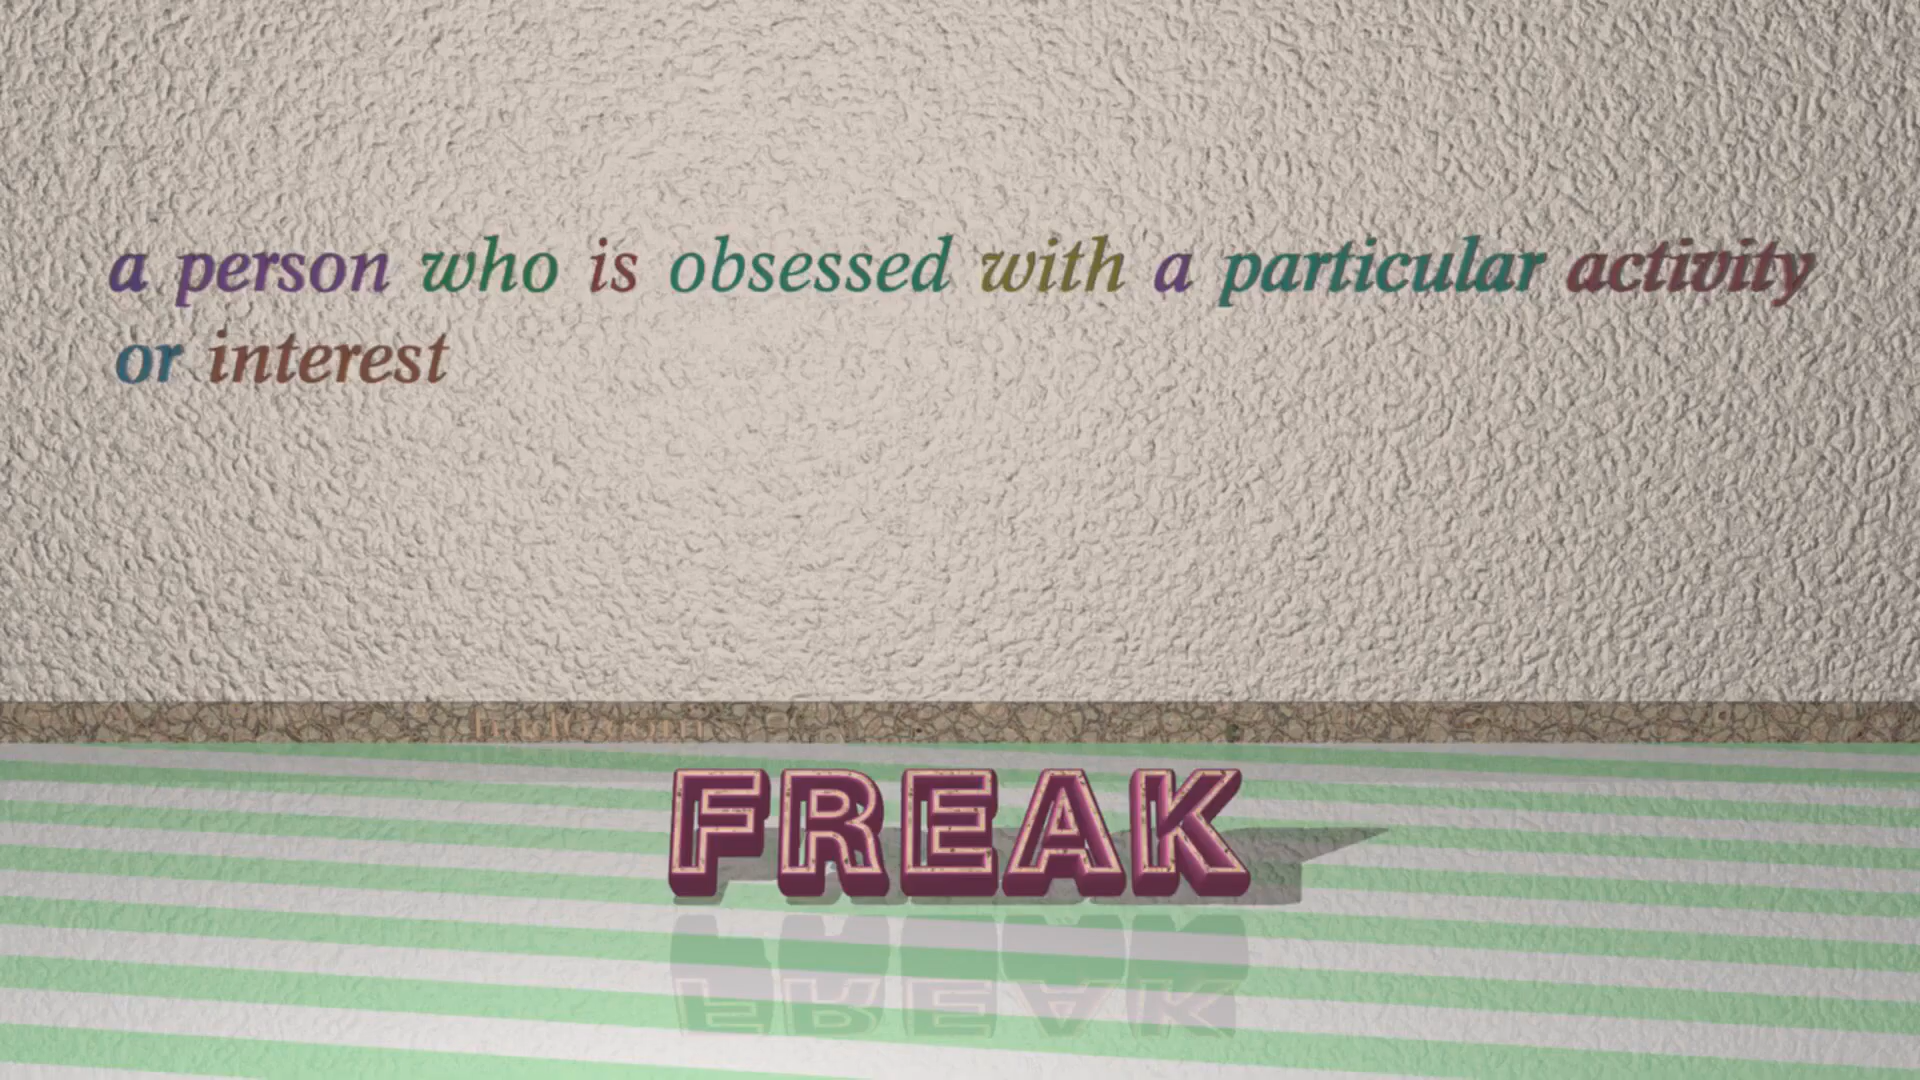 a person who is obsessed with a particular activity
or interest
FREAK